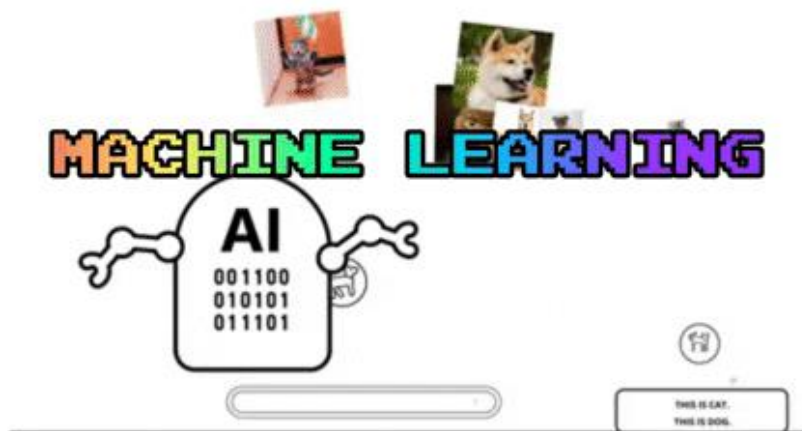 MACHINE LEARNING
AI
001100
010101
011101
THIS IS CAT.
THIS IS DOG.